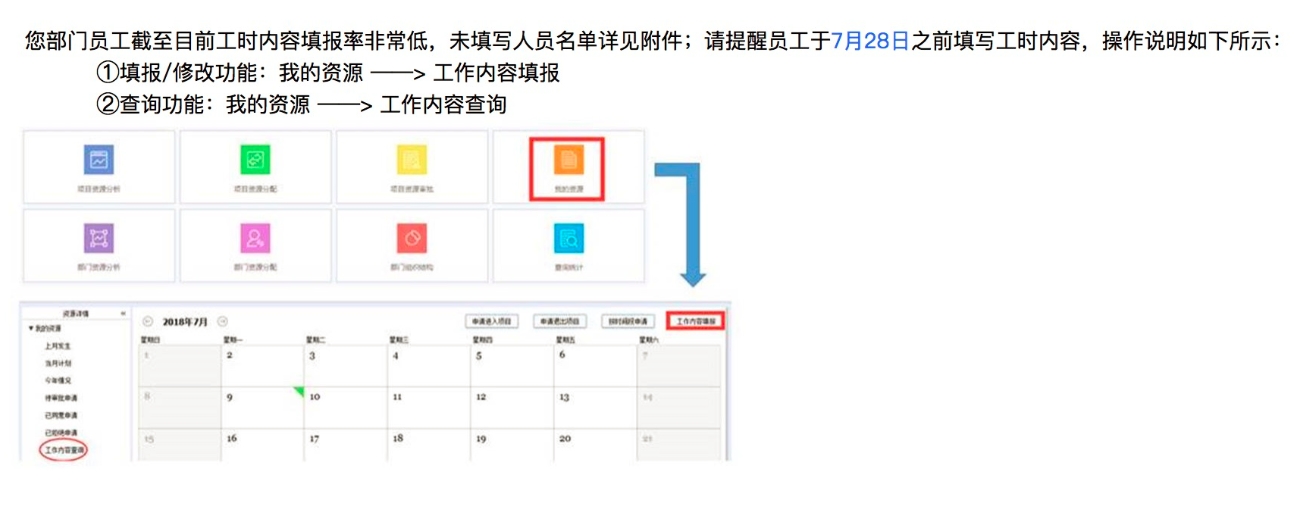 您部门员工截至目前工时内容填报率非常低，未填写人员名单详见附件；请提醒员工于7月28日之前填写工时内容，操作说明如下所示：
①填报/修改功能：我的资源 ——> 工作内容填报
②查询功能：我的资源 ——> 工作内容查询
项目资源分析 项目资源分配 项目资源审批 我的资源
部门资源分析 部门资源分配 部门组织结构 查询统计
资源详情 «
2018年7月 申请进入项目 申请退出项目 按时间段申请 工作内容填报
▼我的资源
星期日 星期一 星期二 星期三 星期四 星期五 星期六
上月发生
1 2 3 4 5 6 7
当月计划
今年情况
待审批申请
8 9 10 11 12 13 14
已同意申请
已拒绝申请
15 16 17 18 19 20 21
工作内容查询